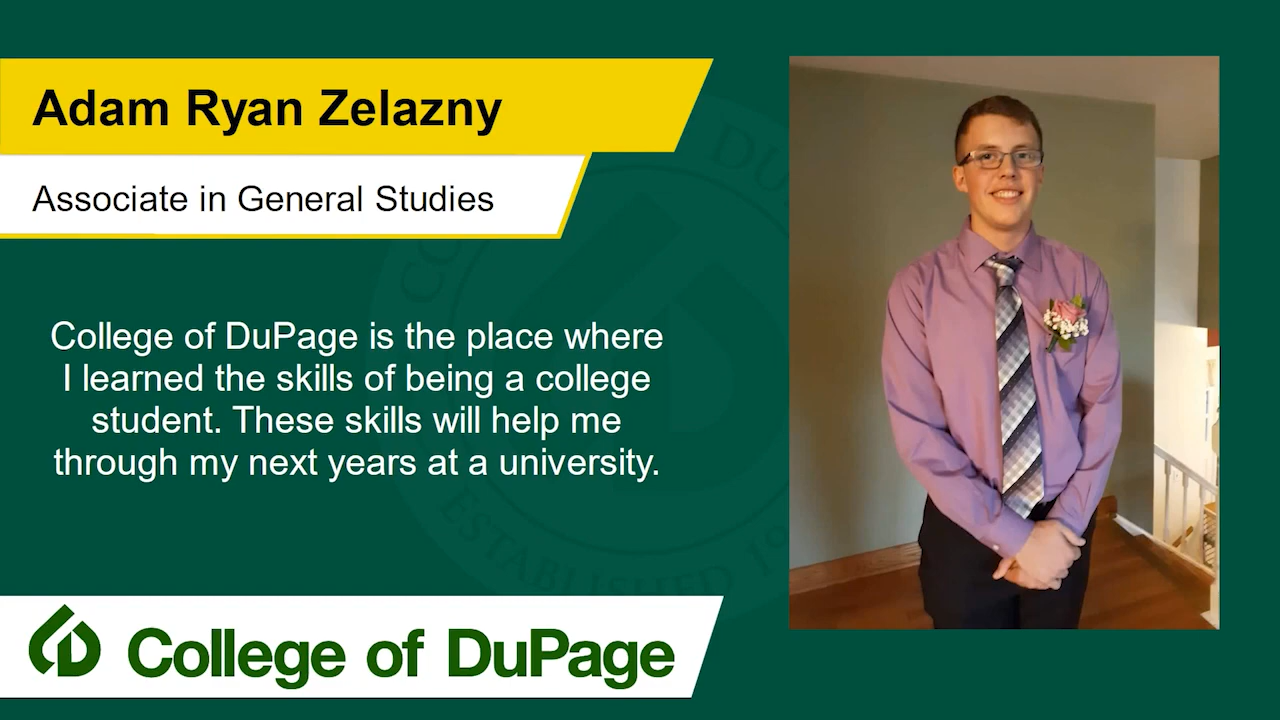 Adam Ryan Zelazny
Associate in General Studies
College of DuPage is the place where
I learned the skills of being a college
student. These skills will help me
through my next years at a university.
College of DuPage
ESTABLISHED